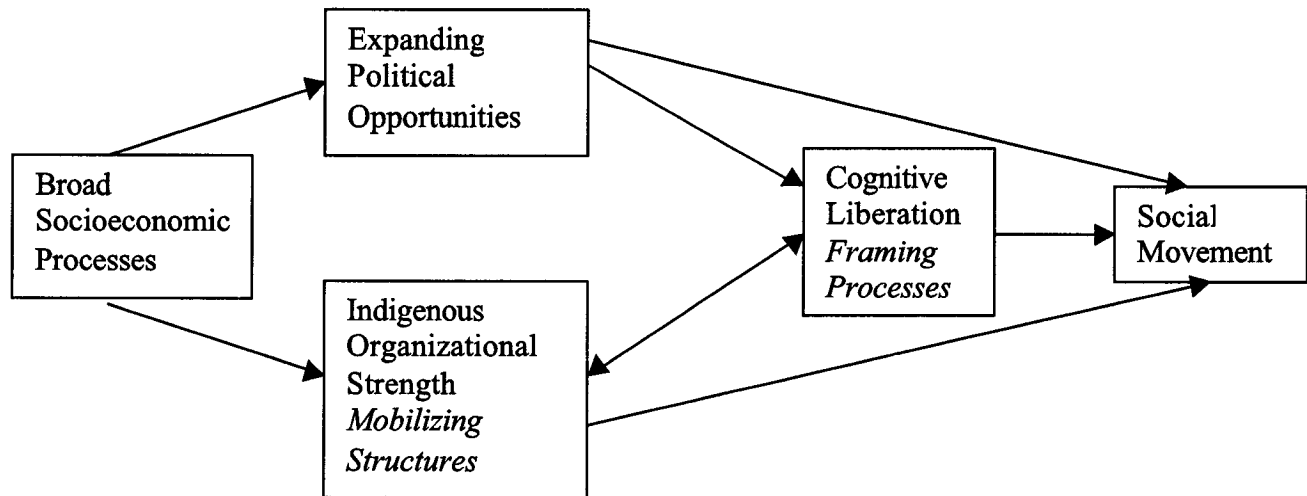 Expanding
Political
Opportunities
Broad
Socioeconomic
Processes
Cognitive
Liberation
Framing
Processes
Social
Movement
Indigenous
Organizational
Strength
Mobilizing
Structures